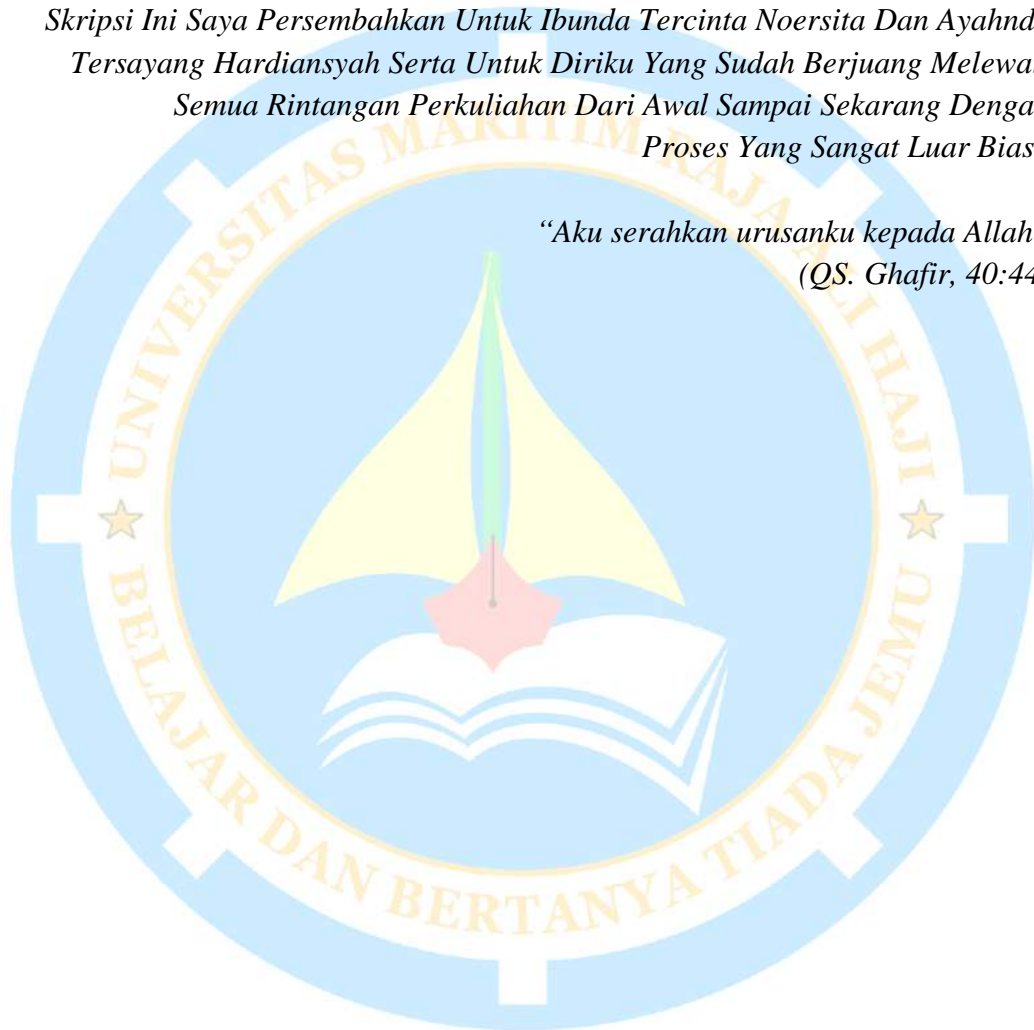 Skripsi Ini Saya Persembahkan Untuk Ibunda Tercinta Noersita Dan Ayahnd
Tersayang Hardiansyah Serta Untuk Diriku Yang Sudah Berjuang Melewa
Semua Rintangan Perkuliahan Dari Awal Sampai Sekarang Denga
Proses Yang Sangat Luar Bias
“Aku serahkan urusanku kepada Allah
(QS. Ghafir, 40:44
UNIVERSITAS MARITIM RAJA ALI HAJI
BELAJAR DAN BERTANYA TIADA JEMU